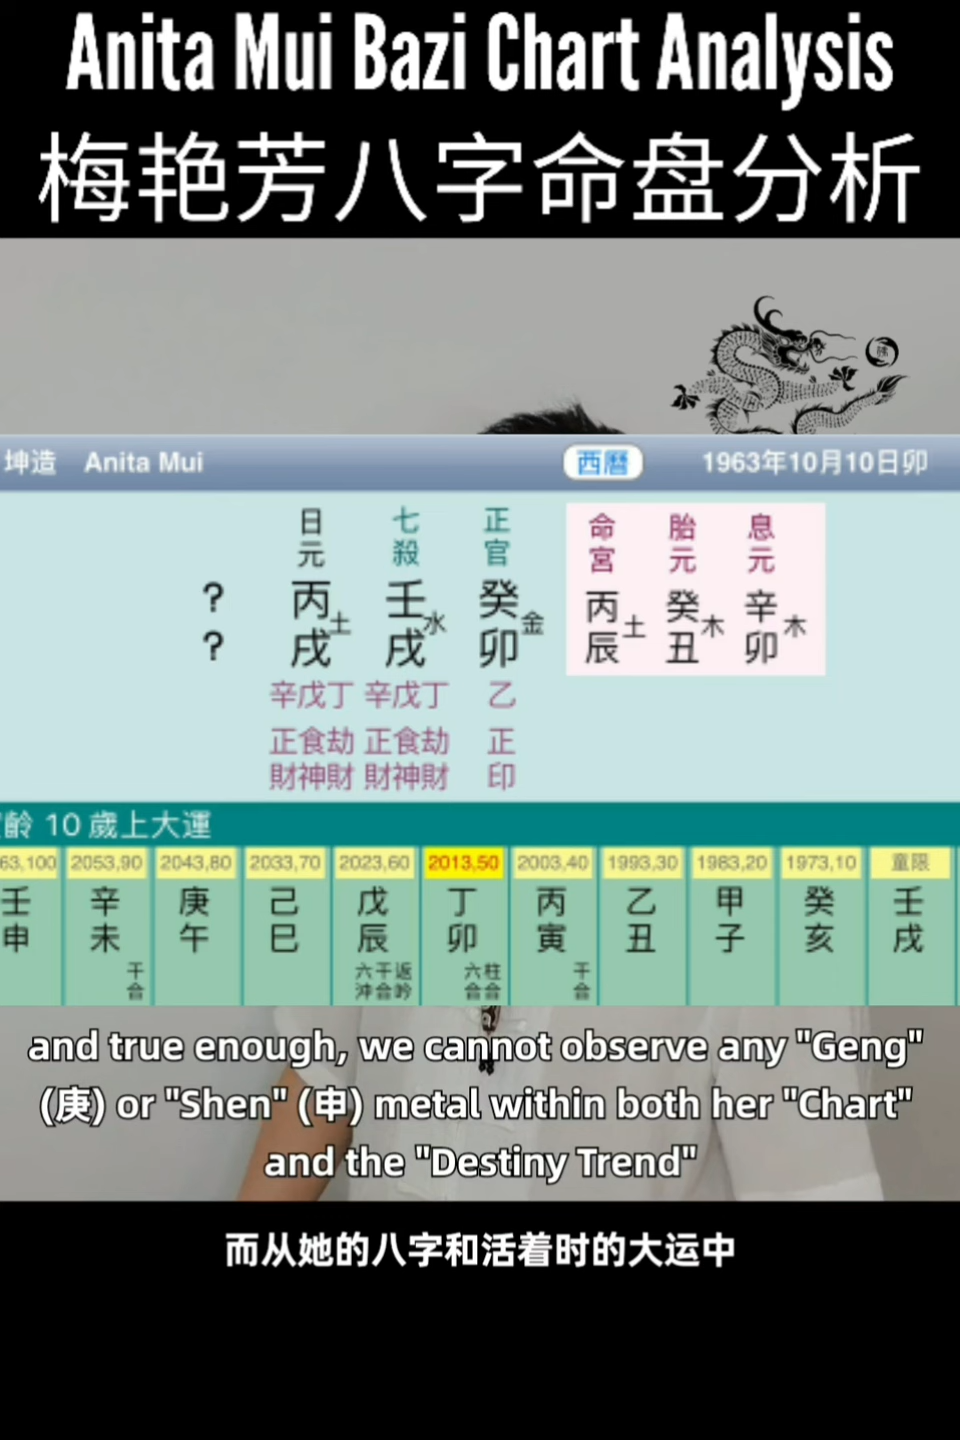 Anita Mui Bazi Chart Analysis
梅艳芳八字命盘分析
坤造 Anita Mui 西曆 1963年10月10日卯
日元 七殺 正官 命宮 胎元 息元
? 丙 壬 癸 丙 癸 辛
土 水 金 土 木 木
? 戌 戌 卯 辰 丑 卯
辛戊丁 辛戊丁 乙
正食劫 正食劫 正
財神財 財神財 印
齡 10 歲上大運
63,100 2053,90 2043,80 2033,70 2023,60 2013,50 2003,40 1993,30 1983,20 1973,10 童限
壬 辛 庚 己 戊 丁 丙 乙 甲 癸 壬
申 未 午 巳 辰 卯 寅 丑 子 亥 戌
干 六干返 六柱 干
合 沖合吟 合合 合
and true enough, we cannot observe any "Geng"
(庚) or "Shen" (申) metal within both her "Chart"
and the "Destiny Trend"
而从她的八字和活着时的大运中